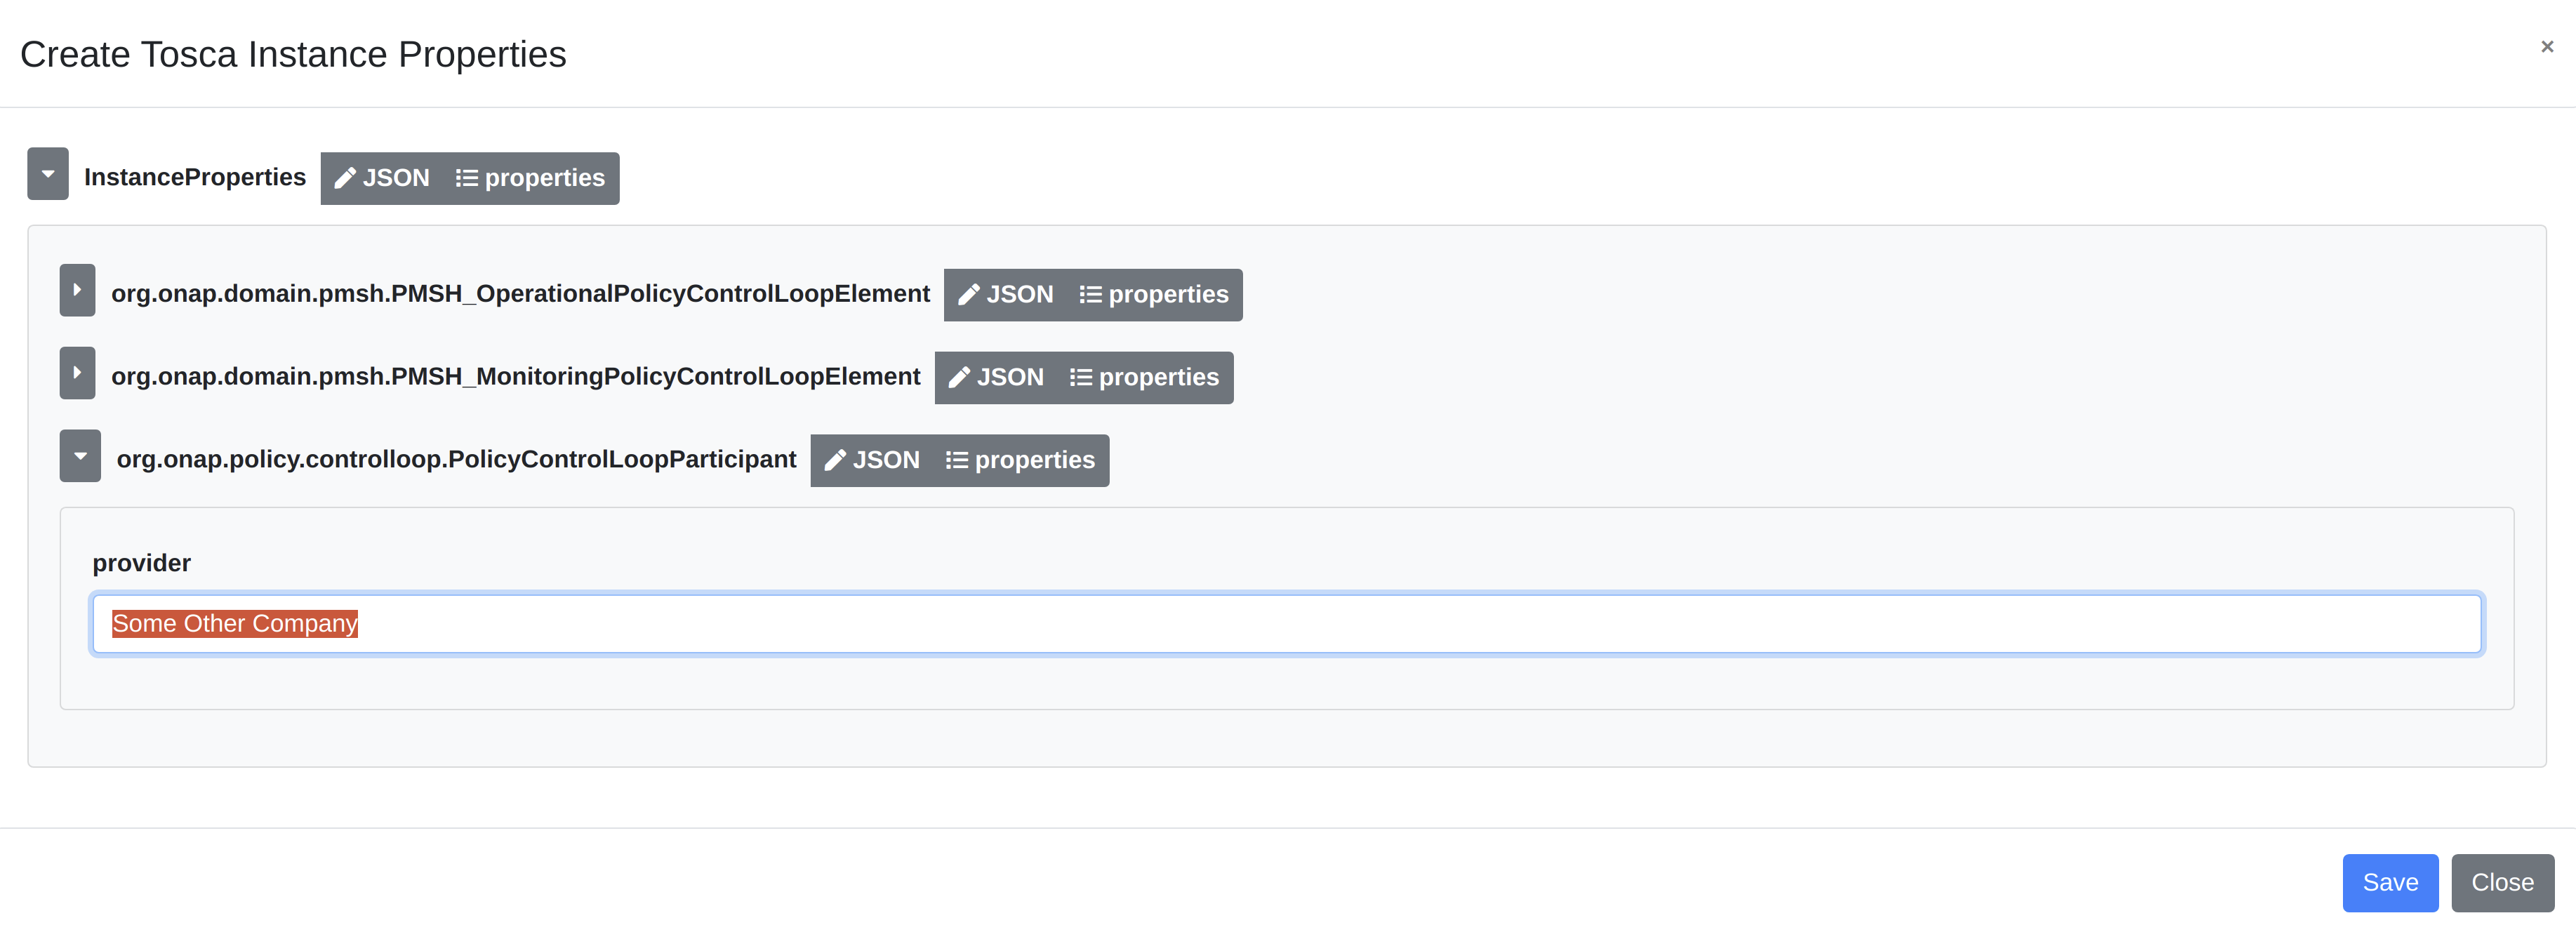 Create Tosca Instance Properties ×
InstanceProperties JSON properties
org.onap.domain.pmsh.PMSH_OperationalPolicyControlLoopElement JSON properties
org.onap.domain.pmsh.PMSH_MonitoringPolicyControlLoopElement JSON properties
org.onap.policy.controlloop.PolicyControlLoopParticipant JSON properties
provider
Some Other Company
Save Close